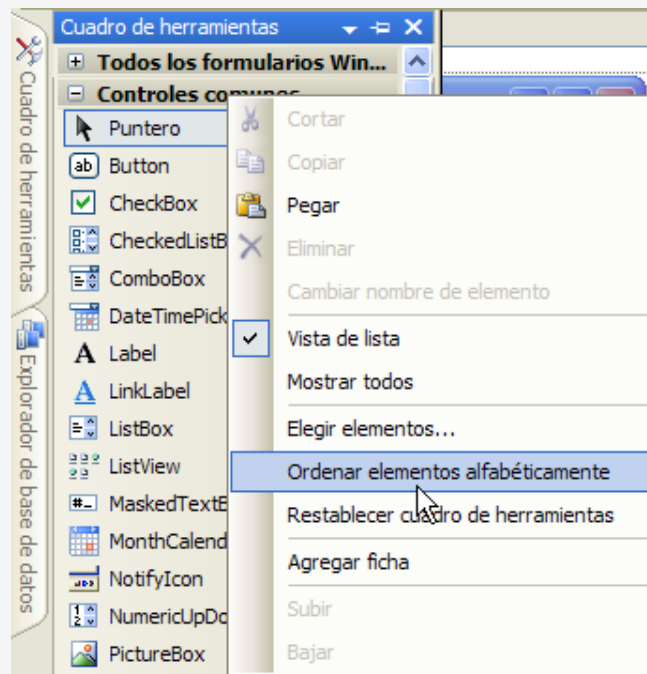 Cuadro de herramientas
Todos los formularios Win...
Controles comunes
Puntero
Button
CheckBox
CheckedListB
ComboBox
DateTimePick
Label
LinkLabel
ListBox
ListView
MaskedTextB
MonthCalend
NotifyIcon
NumericUpDo
PictureBox
Cuadro de herramientas
Explorador de base de datos
Cortar
Copiar
Pegar
Eliminar
Cambiar nombre de elemento
Vista de lista
Mostrar todos
Elegir elementos...
Ordenar elementos alfabéticamente
Restablecer cuadro de herramientas
Agregar ficha
Subir
Bajar